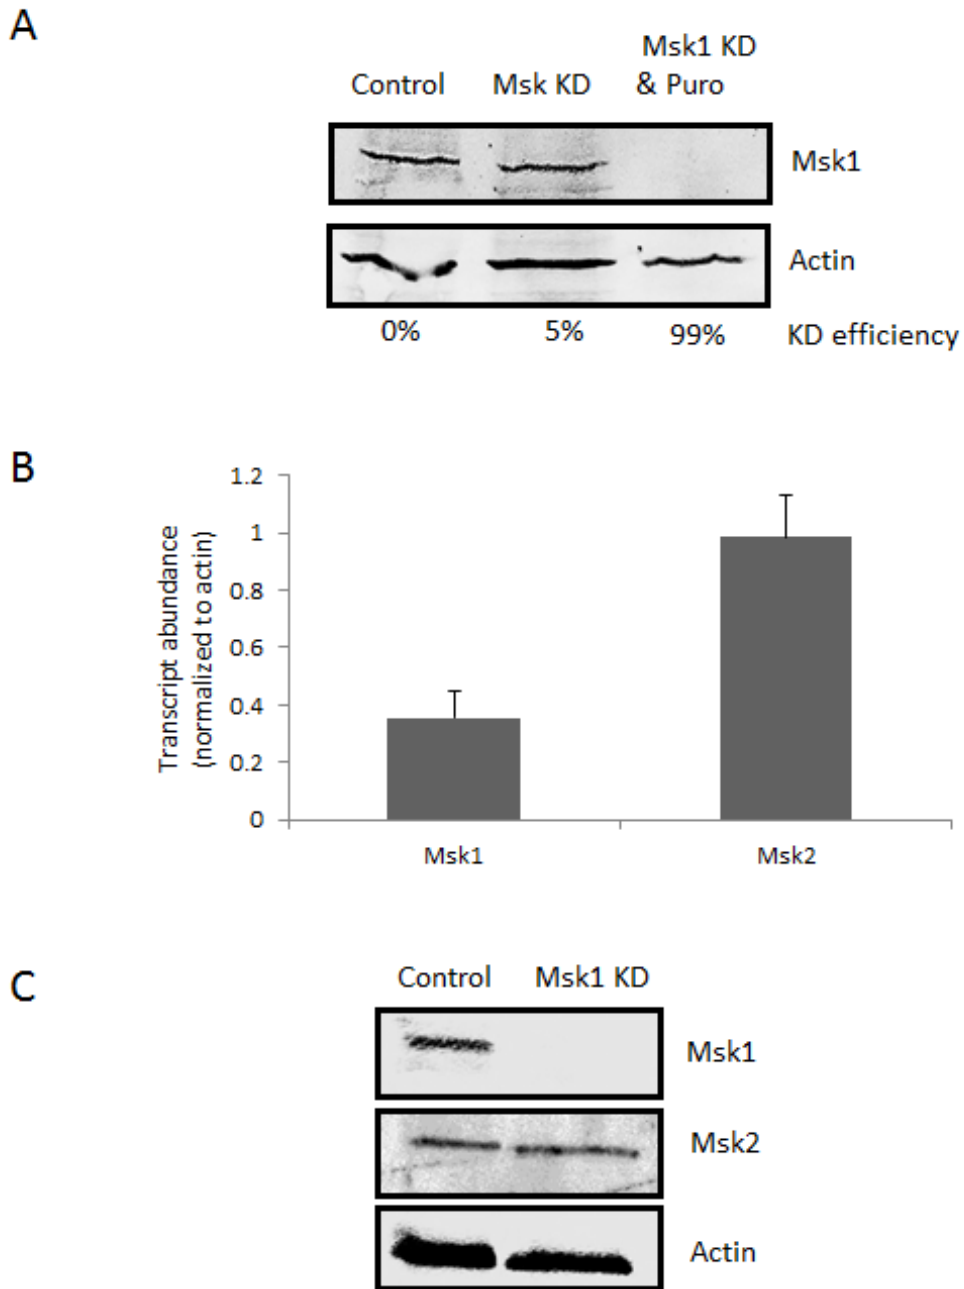 A
Msk1 KD
Control Msk KD & Puro
Msk1
Actin
0% 5% 99% KD efficiency
B
Transcript abundance
(normalized to actin)
1.2
1
0.8
0.6
0.4
0.2
0
Msk1 Msk2
C
Control Msk1 KD
Msk1
Msk2
Actin